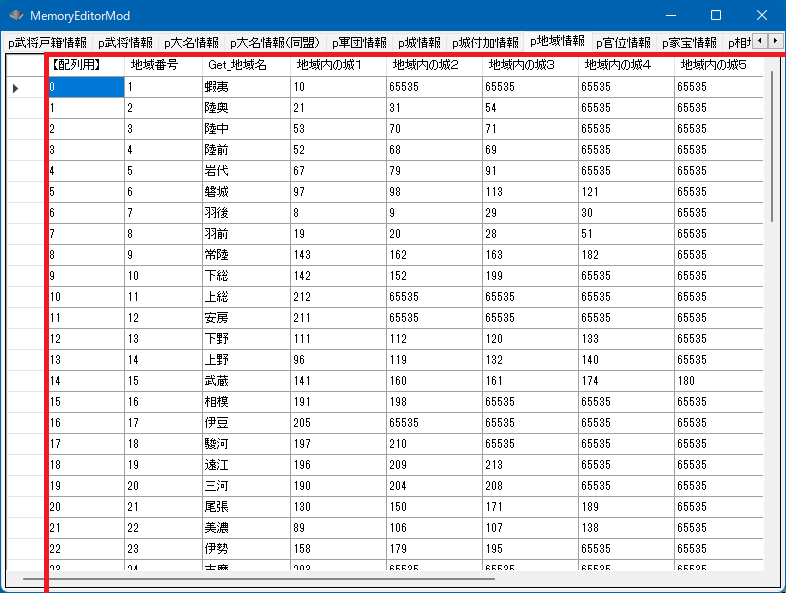 MemoryEditorMod
p武将戸籍情報 p武将情報 p大名情報 p大名情報(同盟) p軍団情報 p城情報 p城付加情報 p地域情報 p官位情報 p家宝情報 p相
【配列用】 地域番号 Get_地域名 地域内の城1 地域内の城2 地域内の城3 地域内の城4 地域内の城5
0 1 蝦夷 10 65535 65535 65535 65535
1 2 陸奥 21 31 54 65535 65535
2 3 陸中 53 70 71 65535 65535
3 4 陸前 52 68 69 65535 65535
4 5 岩代 67 79 91 65535 65535
5 6 磐城 97 98 113 121 65535
6 7 羽後 8 9 29 30 65535
7 8 羽前 19 20 28 51 65535
8 9 常陸 143 162 163 182 65535
9 10 下総 142 152 199 65535 65535
10 11 上総 212 65535 65535 65535 65535
11 12 安房 211 65535 65535 65535 65535
12 13 下野 111 112 120 133 65535
13 14 上野 96 119 132 140 65535
14 15 武蔵 141 160 161 174 180
15 16 相模 191 198 65535 65535 65535
16 17 伊豆 205 65535 65535 65535 65535
17 18 駿河 197 210 65535 65535 65535
18 19 遠江 196 209 213 65535 65535
19 20 三河 190 204 208 65535 65535
20 21 尾張 130 150 171 189 65535
21 22 美濃 89 106 107 138 65535
22 23 伊勢 158 179 195 65535 65535
23 24 志摩 203 65535 65535 65535 65535